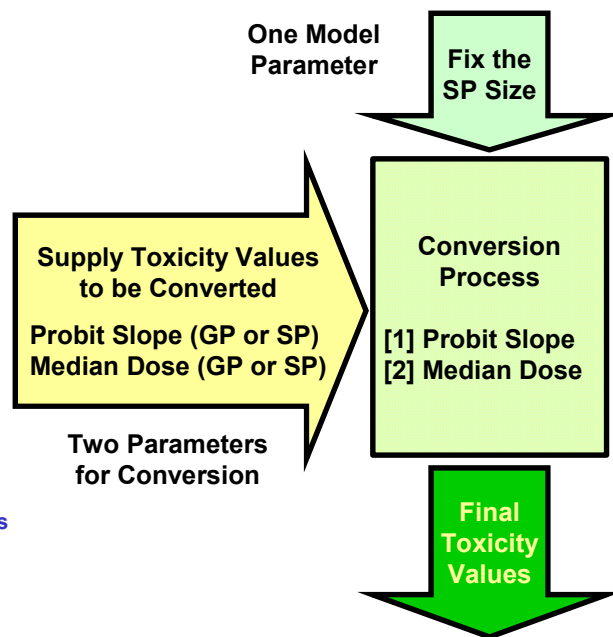 One Model
Parameter
Fix the
SP Size
Supply Toxicity Values
to be Converted
Probit Slope (GP or SP)
Median Dose (GP or SP)
Conversion
Process
[1] Probit Slope
[2] Median Dose
Two Parameters
for Conversion
s
Final
Toxicity
Values